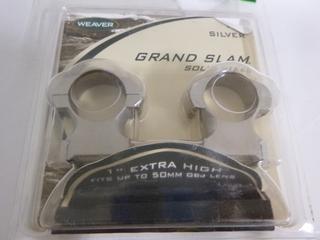 WEAVER
SILVER
GRAND SLAM
1" EXTRA HIGH
FITS UP TO 50MM OBJ LENS